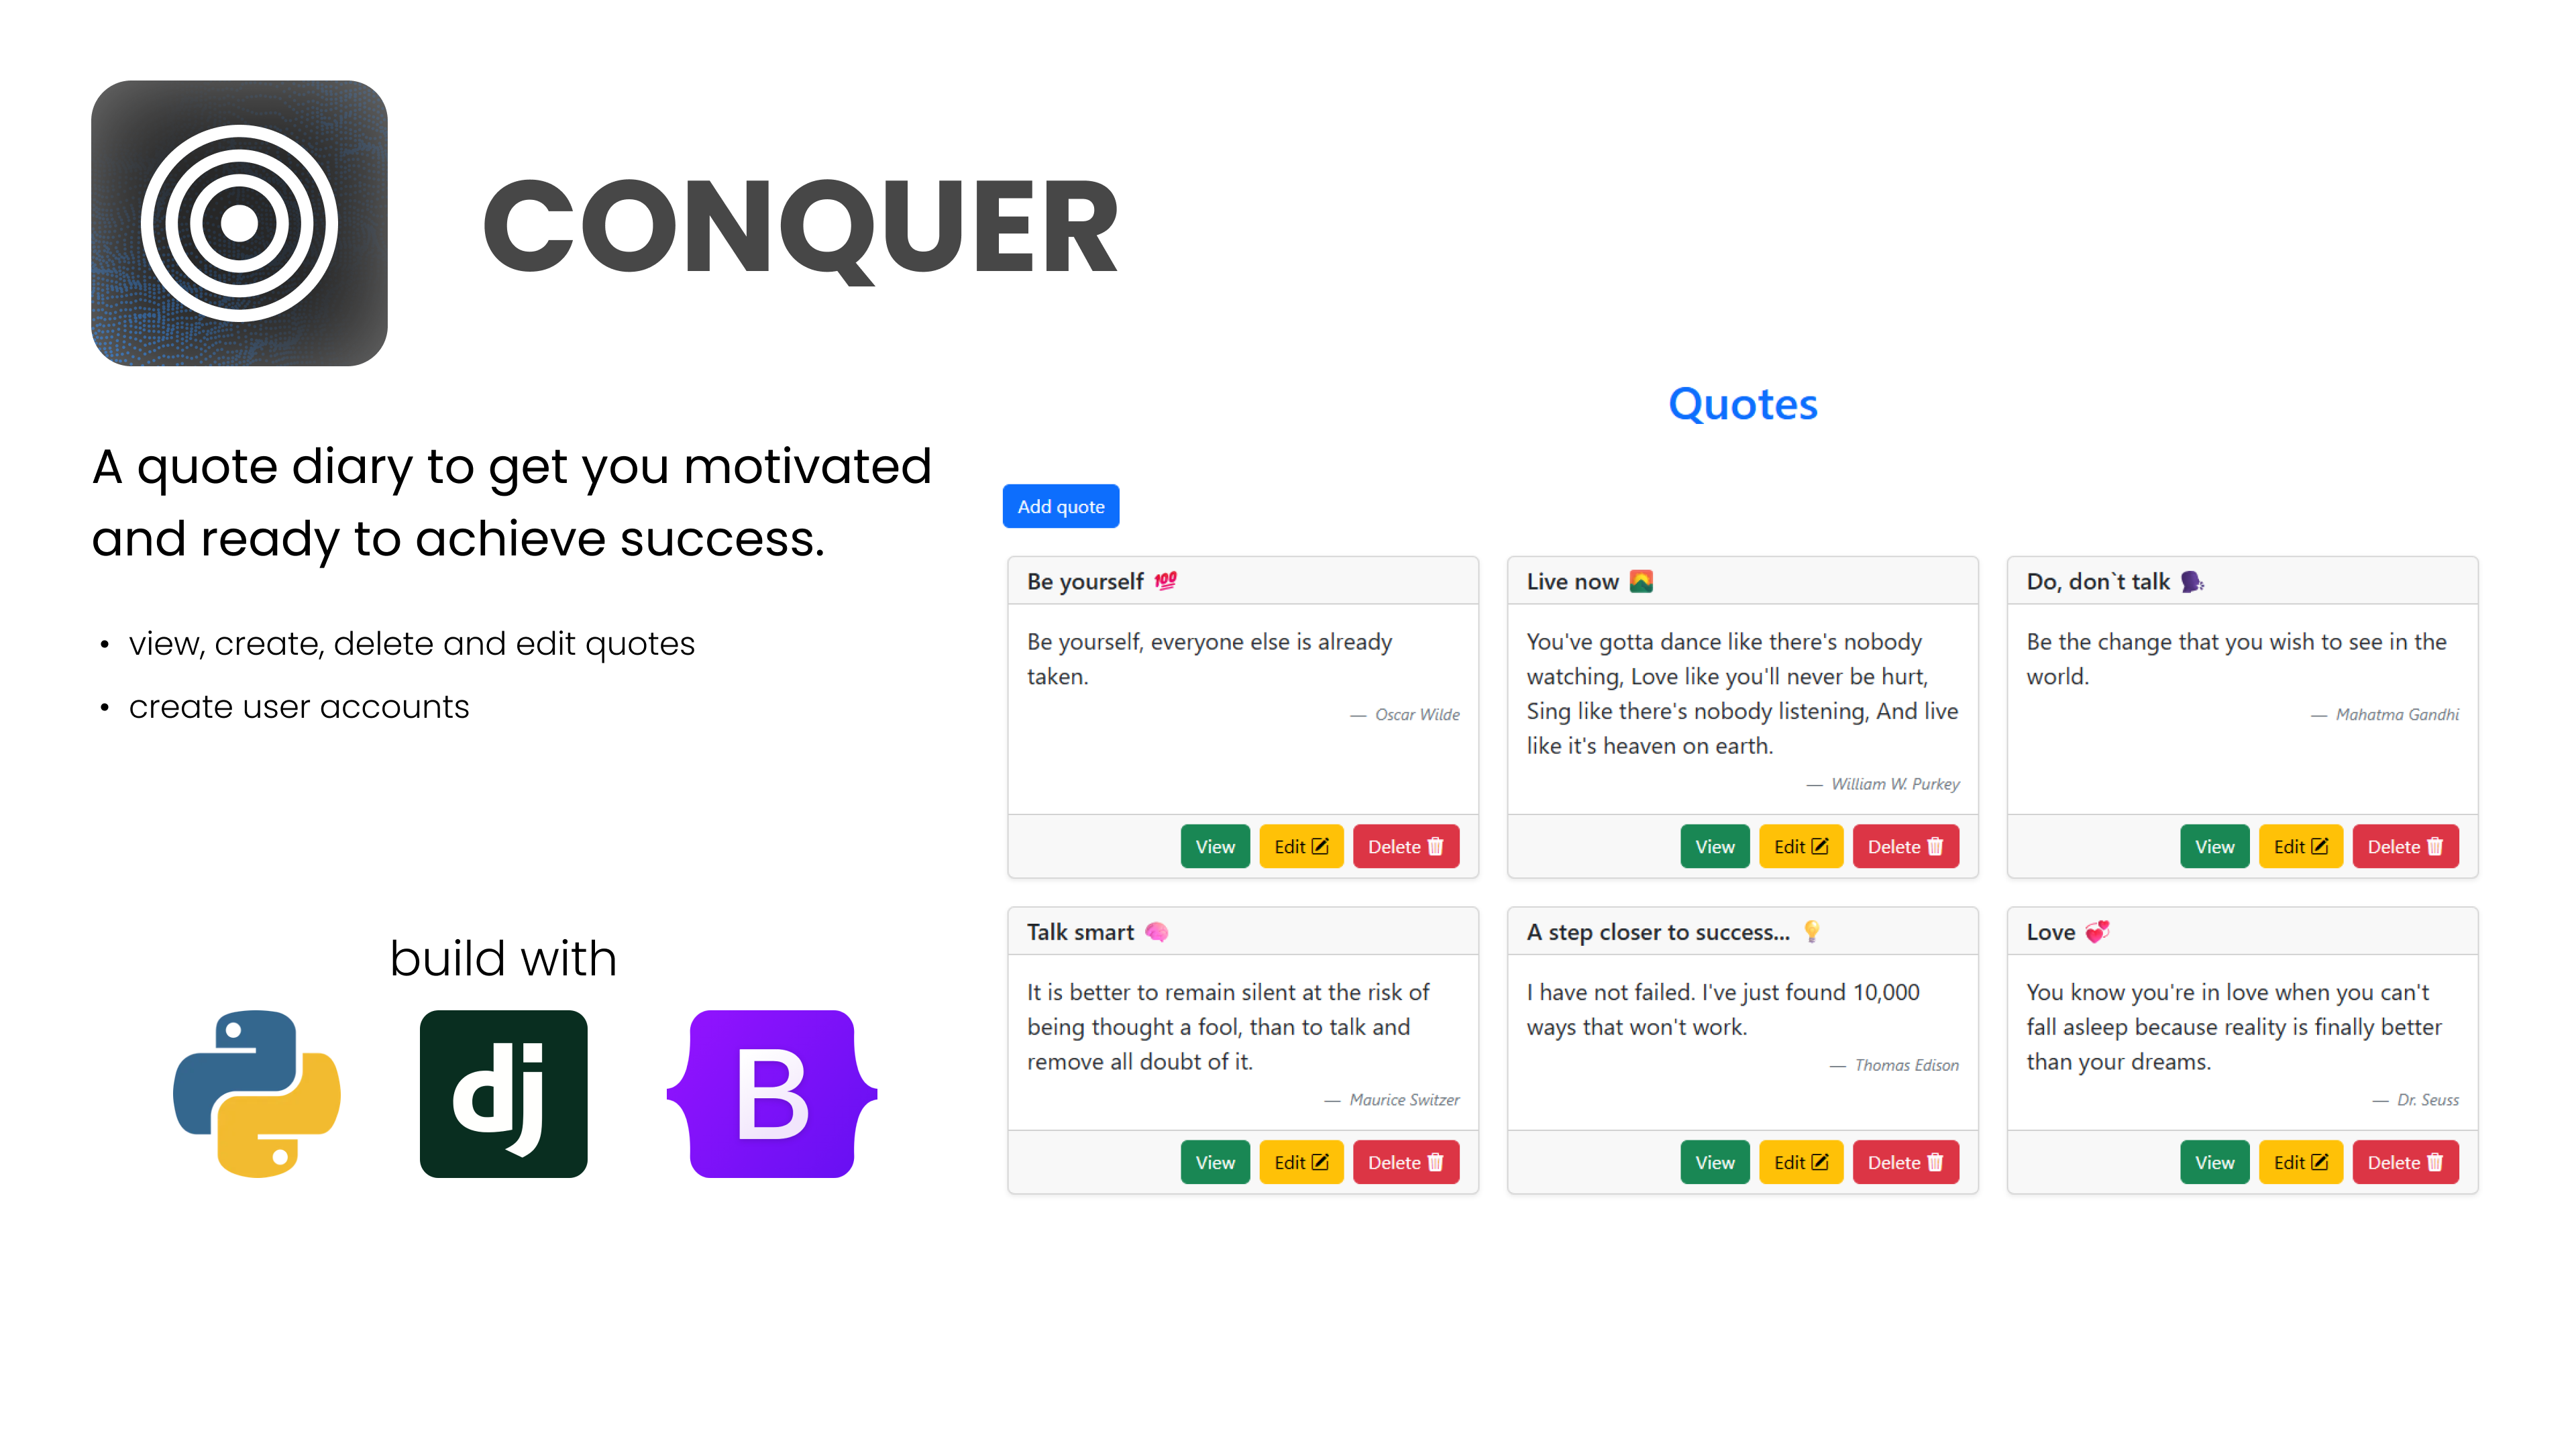 CONQUER
A quote diary to get you motivated
and ready to achieve success.
• view, create, delete and edit quotes
• create user accounts
build with
dj
B
Quotes
Add quote
Be yourself 💯
Be yourself, everyone else is already
taken.
— Oscar Wilde
View Edit Delete
Live now 🌄
You've gotta dance like there's nobody
watching, Love like you'll never be hurt,
Sing like there's nobody listening, And live
like it's heaven on earth.
— William W. Purkey
View Edit Delete
Do, don`t talk 🗣
Be the change that you wish to see in the
world.
— Mahatma Gandhi
View Edit Delete
Talk smart 🧠
It is better to remain silent at the risk of
being thought a fool, than to talk and
remove all doubt of it.
— Maurice Switzer
View Edit Delete
A step closer to success... 💡
I have not failed. I've just found 10,000
ways that won't work.
— Thomas Edison
View Edit Delete
Love 💞
You know you're in love when you can't
fall asleep because reality is finally better
than your dreams.
— Dr. Seuss
View Edit Delete